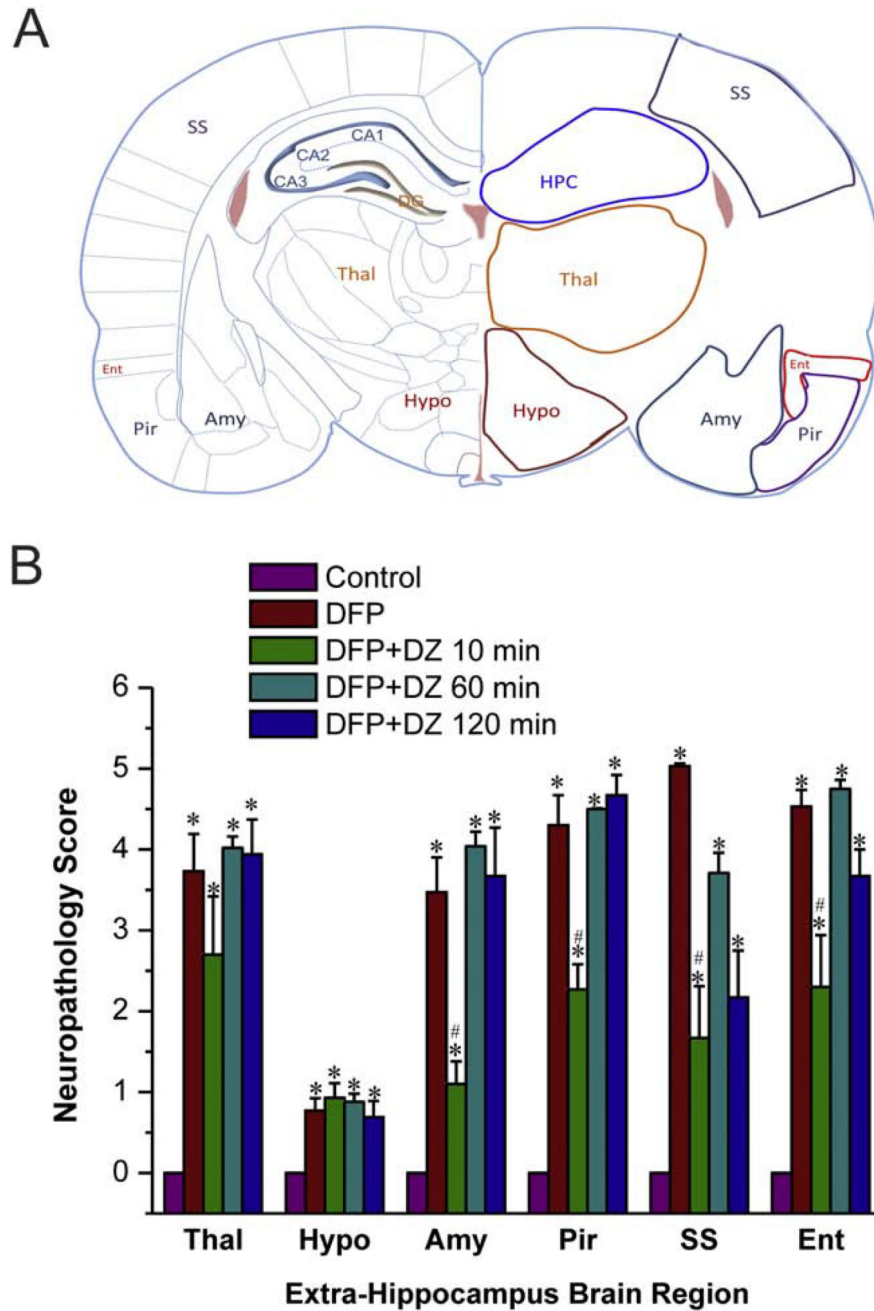 A
SS
SS
CA1
CA2
CA3
DG
HPC
Thal
Thal
Ent
Ent
Hypo
Hypo
Pir
Amy
Amy
Pir
B
Control
DFP
DFP+DZ 10 min
DFP+DZ 60 min
DFP+DZ 120 min
Neuropathology Score
6
5
4
3
2
1
0
* * * *
* * * *
* # * * *
* # * * *
* # * * *
* # * * *
Thal Hypo Amy Pir SS Ent
Extra-Hippocampus Brain Region